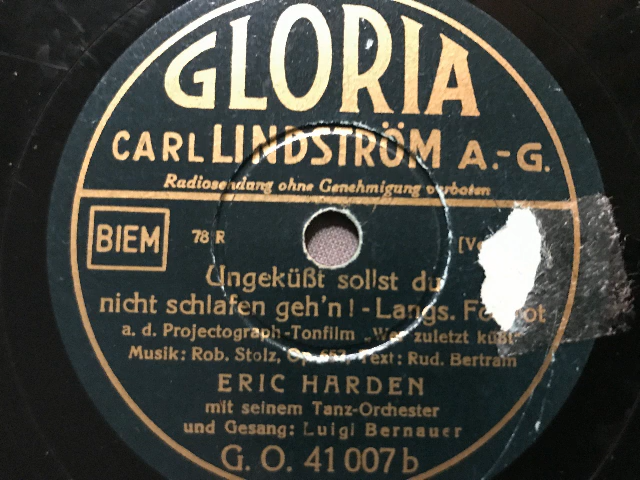 GLORIA
CARL LINDSTRÖM A.-G.
Radiosendung ohne Genehmigung verboten
BIEM 78 R
Ungeküßt sollst du
nicht schlafen geh'n! - Langs.
a. d. Projectograph-Tonfilm „Wer zuletzt küßt
Musik: Rob. Stolz, Text: Rud. Bertram
ERIC HARDEN
mit seinem Tanz-Orchester
und Gesang: Luigi Bernauer
G. O. 41 007 b